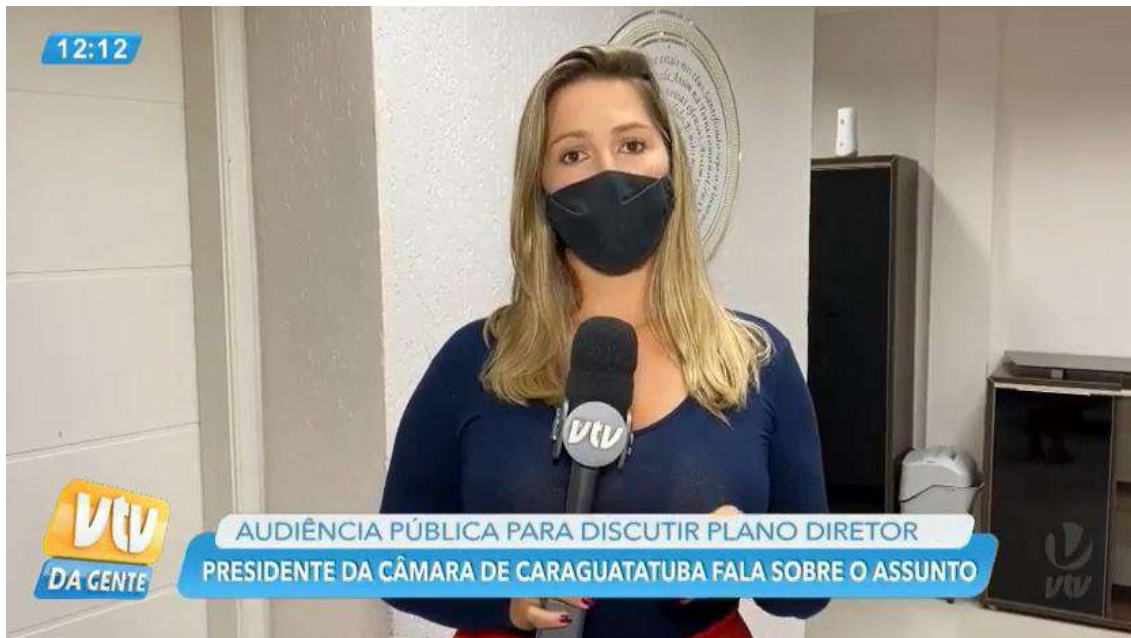 12:12
vtv
vtv
DA GENTE
AUDIÊNCIA PÚBLICA PARA DISCUTIR PLANO DIRETOR
PRESIDENTE DA CÂMARA DE CARAGUATATUBA FALA SOBRE O ASSUNTO
vtv